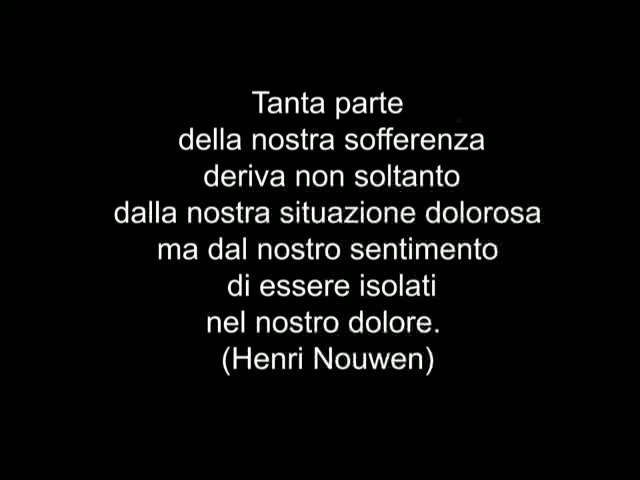 Tanta parte
della nostra sofferenza
deriva non soltanto
dalla nostra situazione dolorosa
ma dal nostro sentimento
di essere isolati
nel nostro dolore.
(Henri Nouwen)